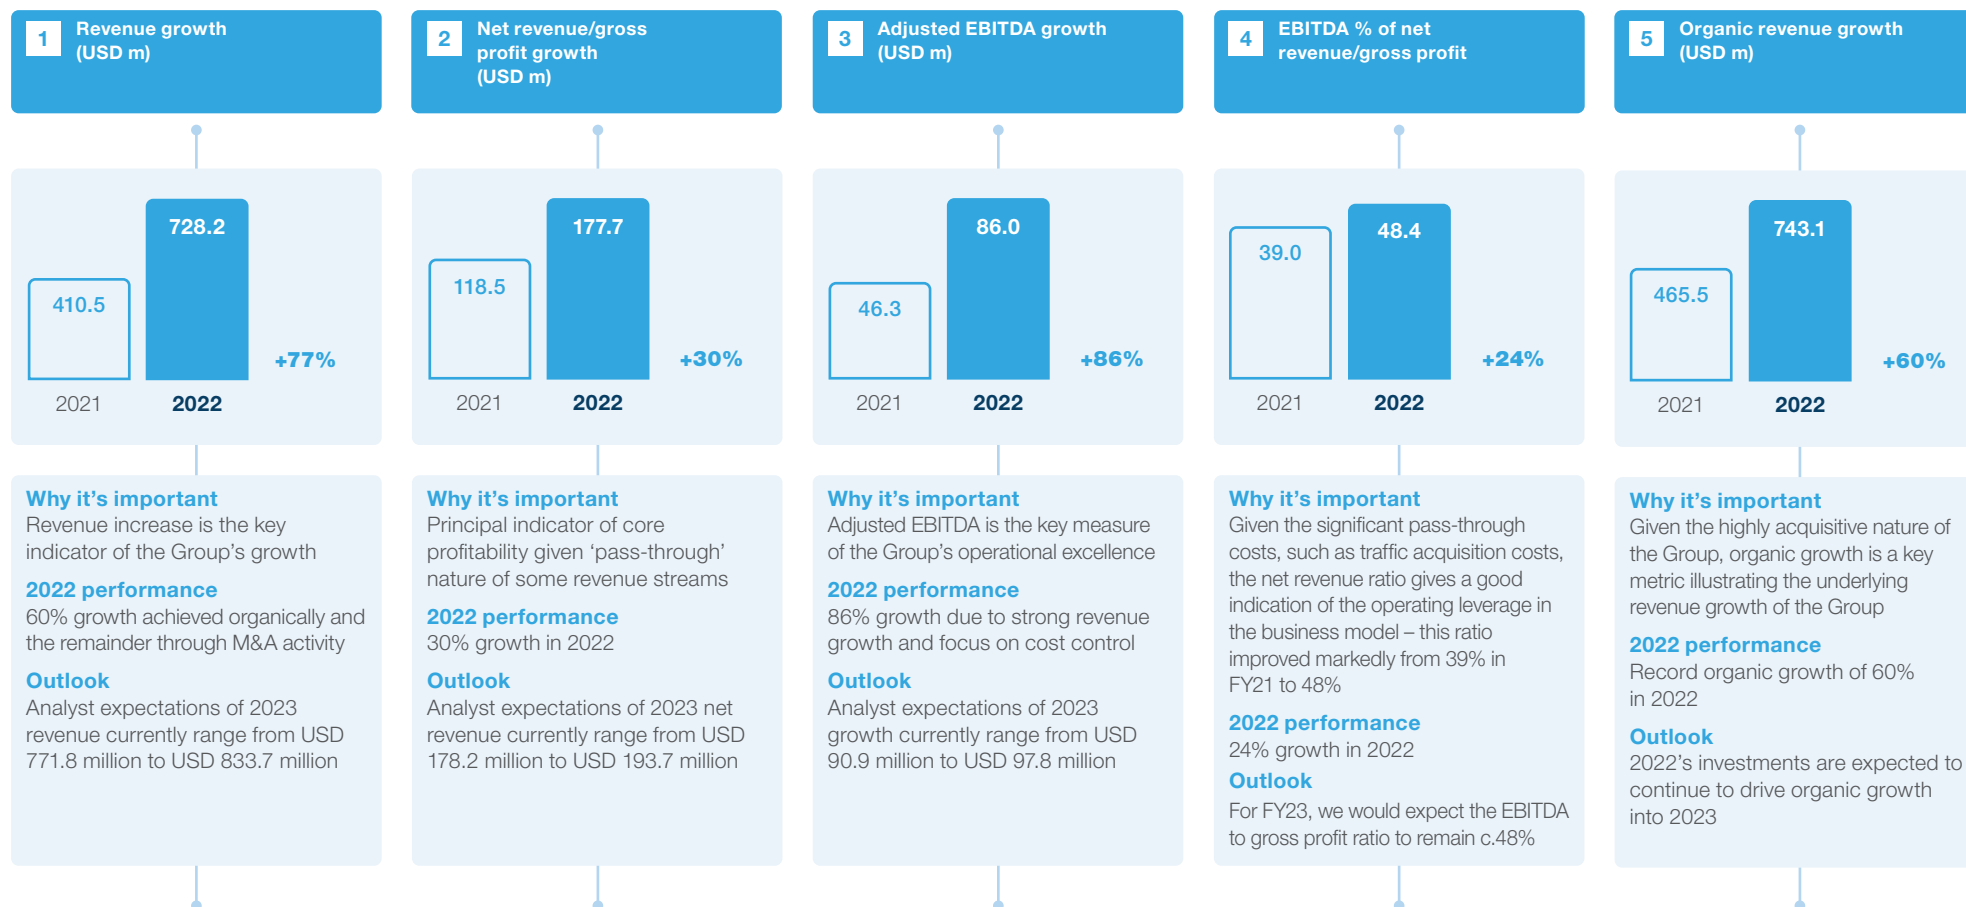 1
Revenue growth
(USD m)
410.5
728.2
+77%
2021
2022
Why it’s important
Revenue increase is the key
indicator of the Group’s growth
2022 performance
60% growth achieved organically and
the remainder through M&A activity
Outlook
Analyst expectations of 2023
revenue currently range from USD
771.8 million to USD 833.7 million
2
Net revenue/gross
profit growth
(USD m)
118.5
177.7
+30%
2021
2022
Why it’s important
Principal indicator of core
profitability given ‘pass-through’
nature of some revenue streams
2022 performance
30% growth in 2022
Outlook
Analyst expectations of 2023 net
revenue currently range from USD
178.2 million to USD 193.7 million
3
Adjusted EBITDA growth
(USD m)
46.3
86.0
+86%
2021
2022
Why it’s important
Adjusted EBITDA is the key measure
of the Group’s operational excellence
2022 performance
86% growth due to strong revenue
growth and focus on cost control
Outlook
Analyst expectations of 2023
growth currently range from USD
90.9 million to USD 97.8 million
4
EBITDA % of net
revenue/gross profit
39.0
48.4
+24%
2021
2022
Why it’s important
Given the significant pass-through
costs, such as traffic acquisition costs,
the net revenue ratio gives a good
indication of the operating leverage in
the business model – this ratio
improved markedly from 39% in
FY21 to 48%
2022 performance
24% growth in 2022
Outlook
For FY23, we would expect the EBITDA
to gross profit ratio to remain c.48%
5
Organic revenue growth
(USD m)
465.5
743.1
+60%
2021
2022
Why it’s important
Given the highly acquisitive nature of
the Group, organic growth is a key
metric illustrating the underlying
revenue growth of the Group
2022 performance
Record organic growth of 60%
in 2022
Outlook
2022’s investments are expected to
continue to drive organic growth
into 2023